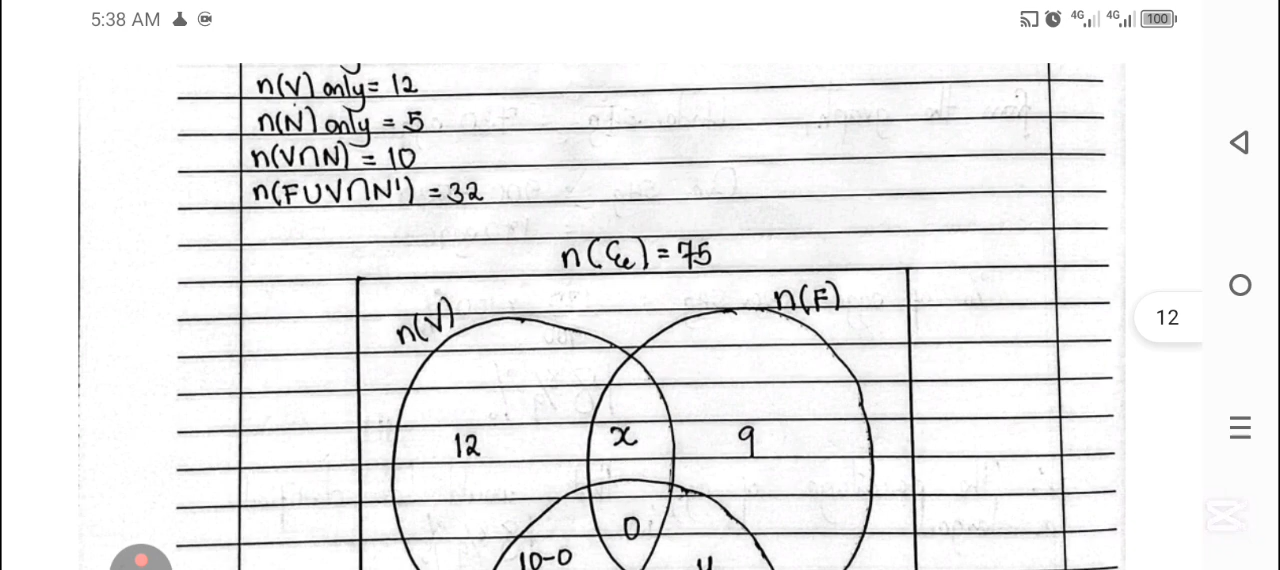 5:38 AM 4G 4G 100
n(V) only = 12
n(N) only = 5
n(V∩N) = 10
n(FUV∩N') = 32
n(ξ) = 75
n(V) n(F)
12 x 9
0
10-0
12